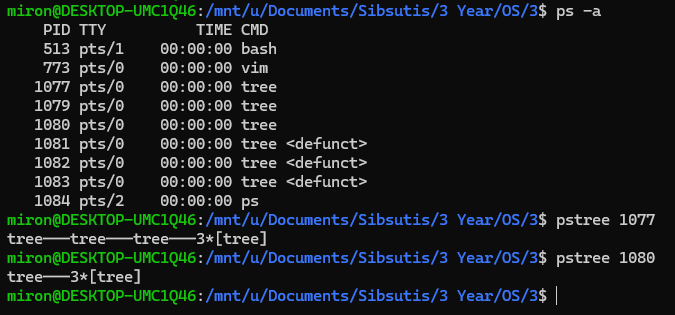 miron@DESKTOP-UMC1Q46:/mnt/u/Documents/Sibsutis/3 Year/OS/3$ ps -a
    PID TTY          TIME CMD
    513 pts/1    00:00:00 bash
    773 pts/0    00:00:00 vim
   1077 pts/0    00:00:00 tree
   1079 pts/0    00:00:00 tree
   1080 pts/0    00:00:00 tree
   1081 pts/0    00:00:00 tree <defunct>
   1082 pts/0    00:00:00 tree <defunct>
   1083 pts/0    00:00:00 tree <defunct>
   1084 pts/2    00:00:00 ps
miron@DESKTOP-UMC1Q46:/mnt/u/Documents/Sibsutis/3 Year/OS/3$ pstree 1077
tree───tree───tree───3*[tree]
miron@DESKTOP-UMC1Q46:/mnt/u/Documents/Sibsutis/3 Year/OS/3$ pstree 1080
tree───3*[tree]
miron@DESKTOP-UMC1Q46:/mnt/u/Documents/Sibsutis/3 Year/OS/3$